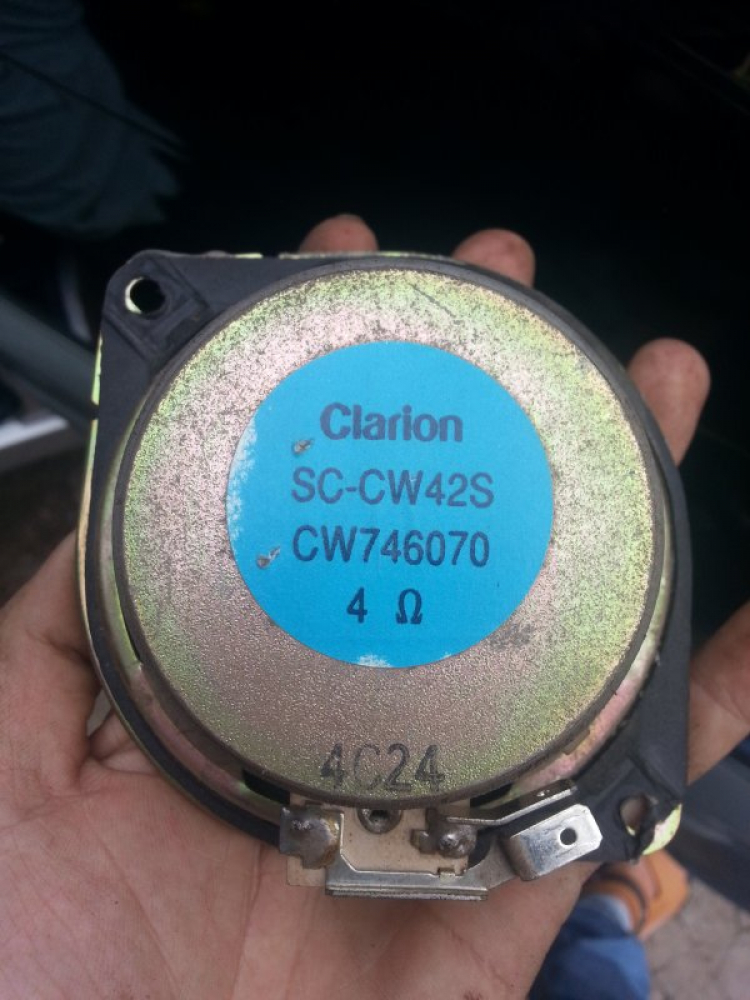 Clarion
SC-CW42S
CW746070
4 Ω
4C24